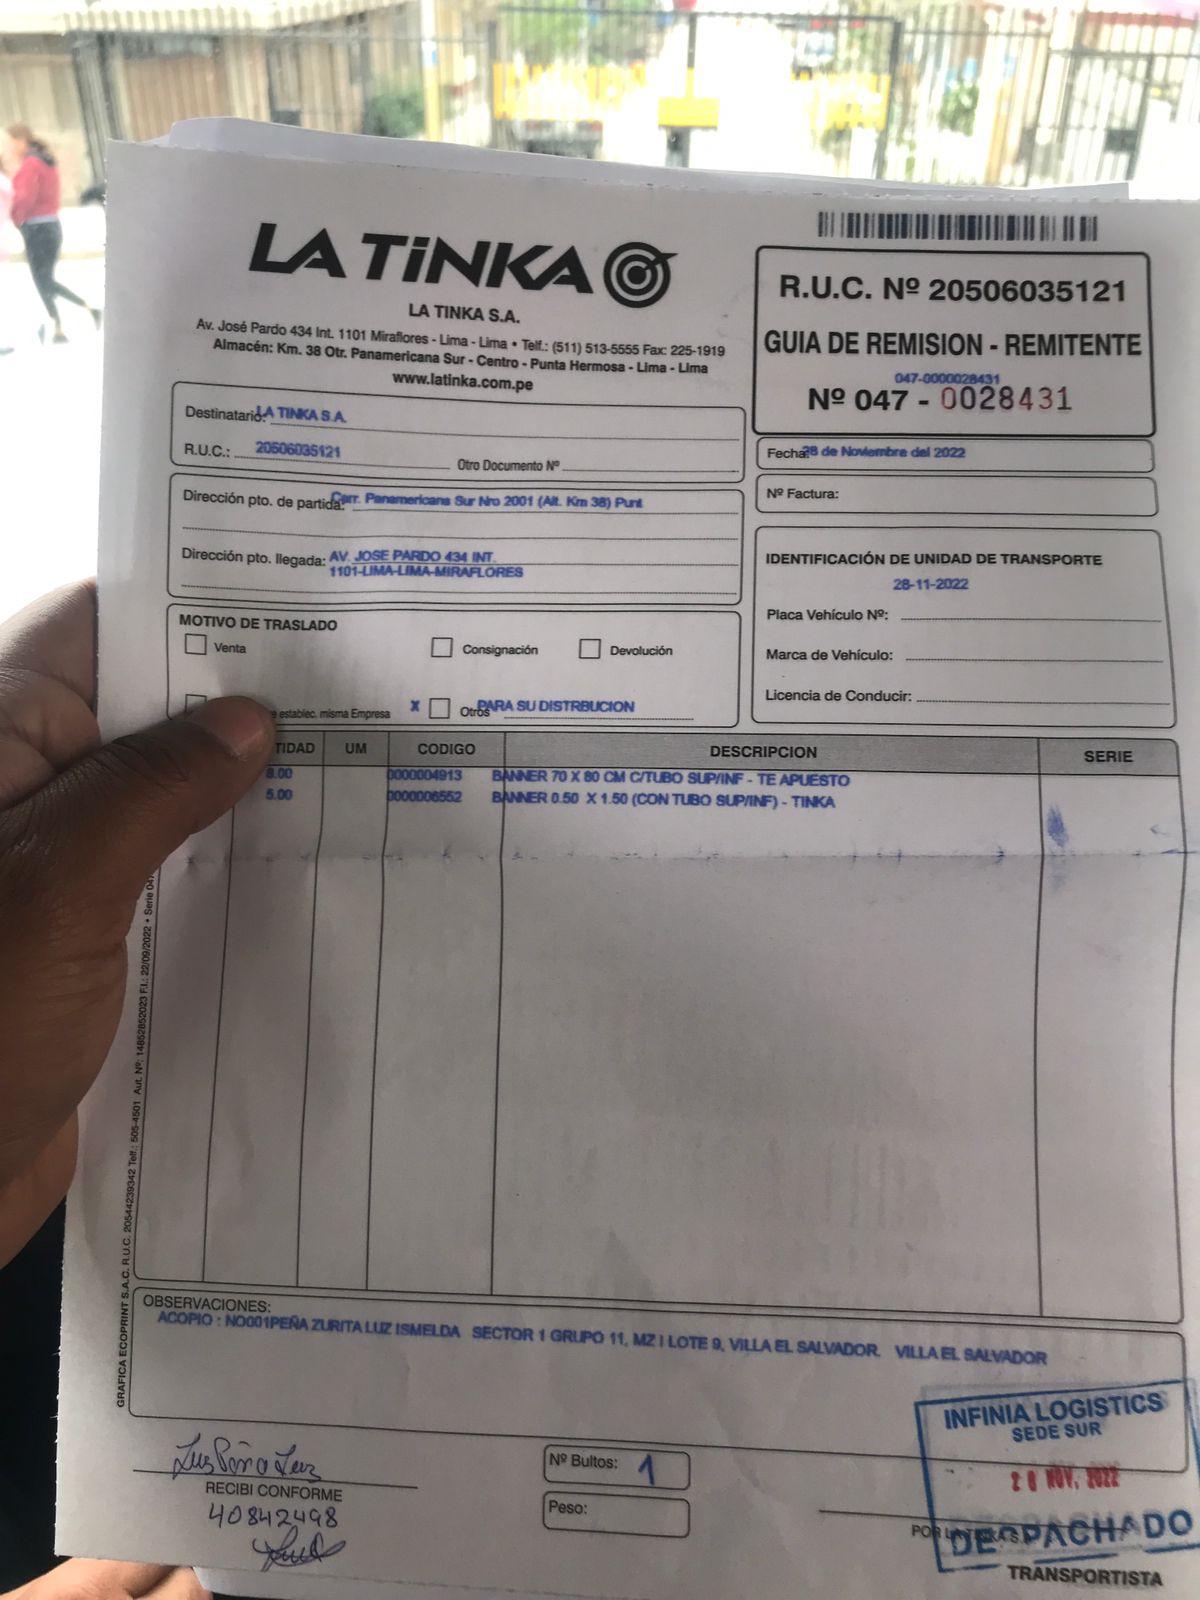 LA TiNKA
LA TINKA S.A.
Av. José Pardo 434 Int. 1101 Miraflores - Lima - Lima • Telf.: (511) 513-5555 Fax: 225-1919
Almacén: Km. 38 Otr. Panamericana Sur - Centro - Punta Hermosa - Lima - Lima
www.latinka.com.pe
R.U.C. Nº 20506035121
GUIA DE REMISION - REMITENTE
047-0000028431
Nº 047 - 0028431
Destinatario: LA TINKA S.A.
R.U.C.: 20506035121 Otro Documento Nº
Fecha: 28 de Noviembre del 2022
Nº Factura:
Dirección pto. de partida: Carr. Panamericana Sur Nro 2001 (Alt. Km 38) Punt
Dirección pto. llegada: AV. JOSE PARDO 434 INT.
1101-LIMA-LIMA-MIRAFLORES
IDENTIFICACIÓN DE UNIDAD DE TRANSPORTE
28-11-2022
Placa Vehículo Nº:
Marca de Vehículo:
Licencia de Conducir:
MOTIVO DE TRASLADO
Venta Consignación Devolución
establec. misma Empresa X Otros PARA SU DISTRBUCION
TIDAD UM CODIGO DESCRIPCION SERIE
8.00 0000004913 BANNER 70 X 80 CM C/TUBO SUP/INF - TE APUESTO
5.00 0000006552 BANNER 0.50 X 1.50 (CON TUBO SUP/INF) - TINKA
GRAFICA ECOPRINT S.A.C. R.U.C. 20544239342 Telf.: 505-4501 Aut. Nº: 14852852023 F.I.: 22/09/2022 • Serie 047
OBSERVACIONES:
ACOPIO : NO001PEÑA ZURITA LUZ ISMELDA SECTOR 1 GRUPO 11, MZ I LOTE 9, VILLA EL SALVADOR. VILLA EL SALVADOR
Luz Peña Luz
RECIBI CONFORME
40842498
Nº Bultos: 1
Peso:
INFINIA LOGISTICS
SEDE SUR
28 NOV. 2022
POR LA TINKA S.
DESPACHADO
TRANSPORTISTA